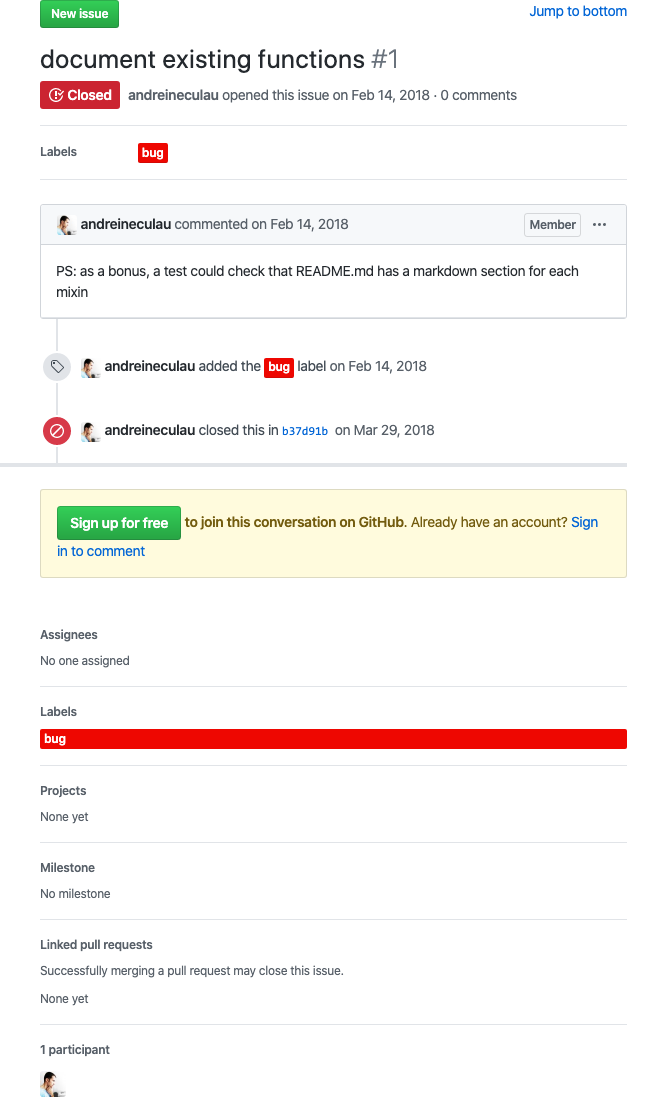 New issue
Jump to bottom
document existing functions #1
Closed andreineculau opened this issue on Feb 14, 2018 · 0 comments
Labels bug
andreineculau commented on Feb 14, 2018 Member ···
PS: as a bonus, a test could check that README.md has a markdown section for each
mixin
andreineculau added the bug label on Feb 14, 2018
andreineculau closed this in b37d91b on Mar 29, 2018
Sign up for free to join this conversation on GitHub. Already have an account? Sign
in to comment
Assignees
No one assigned
Labels
bug
Projects
None yet
Milestone
No milestone
Linked pull requests
Successfully merging a pull request may close this issue.
None yet
1 participant